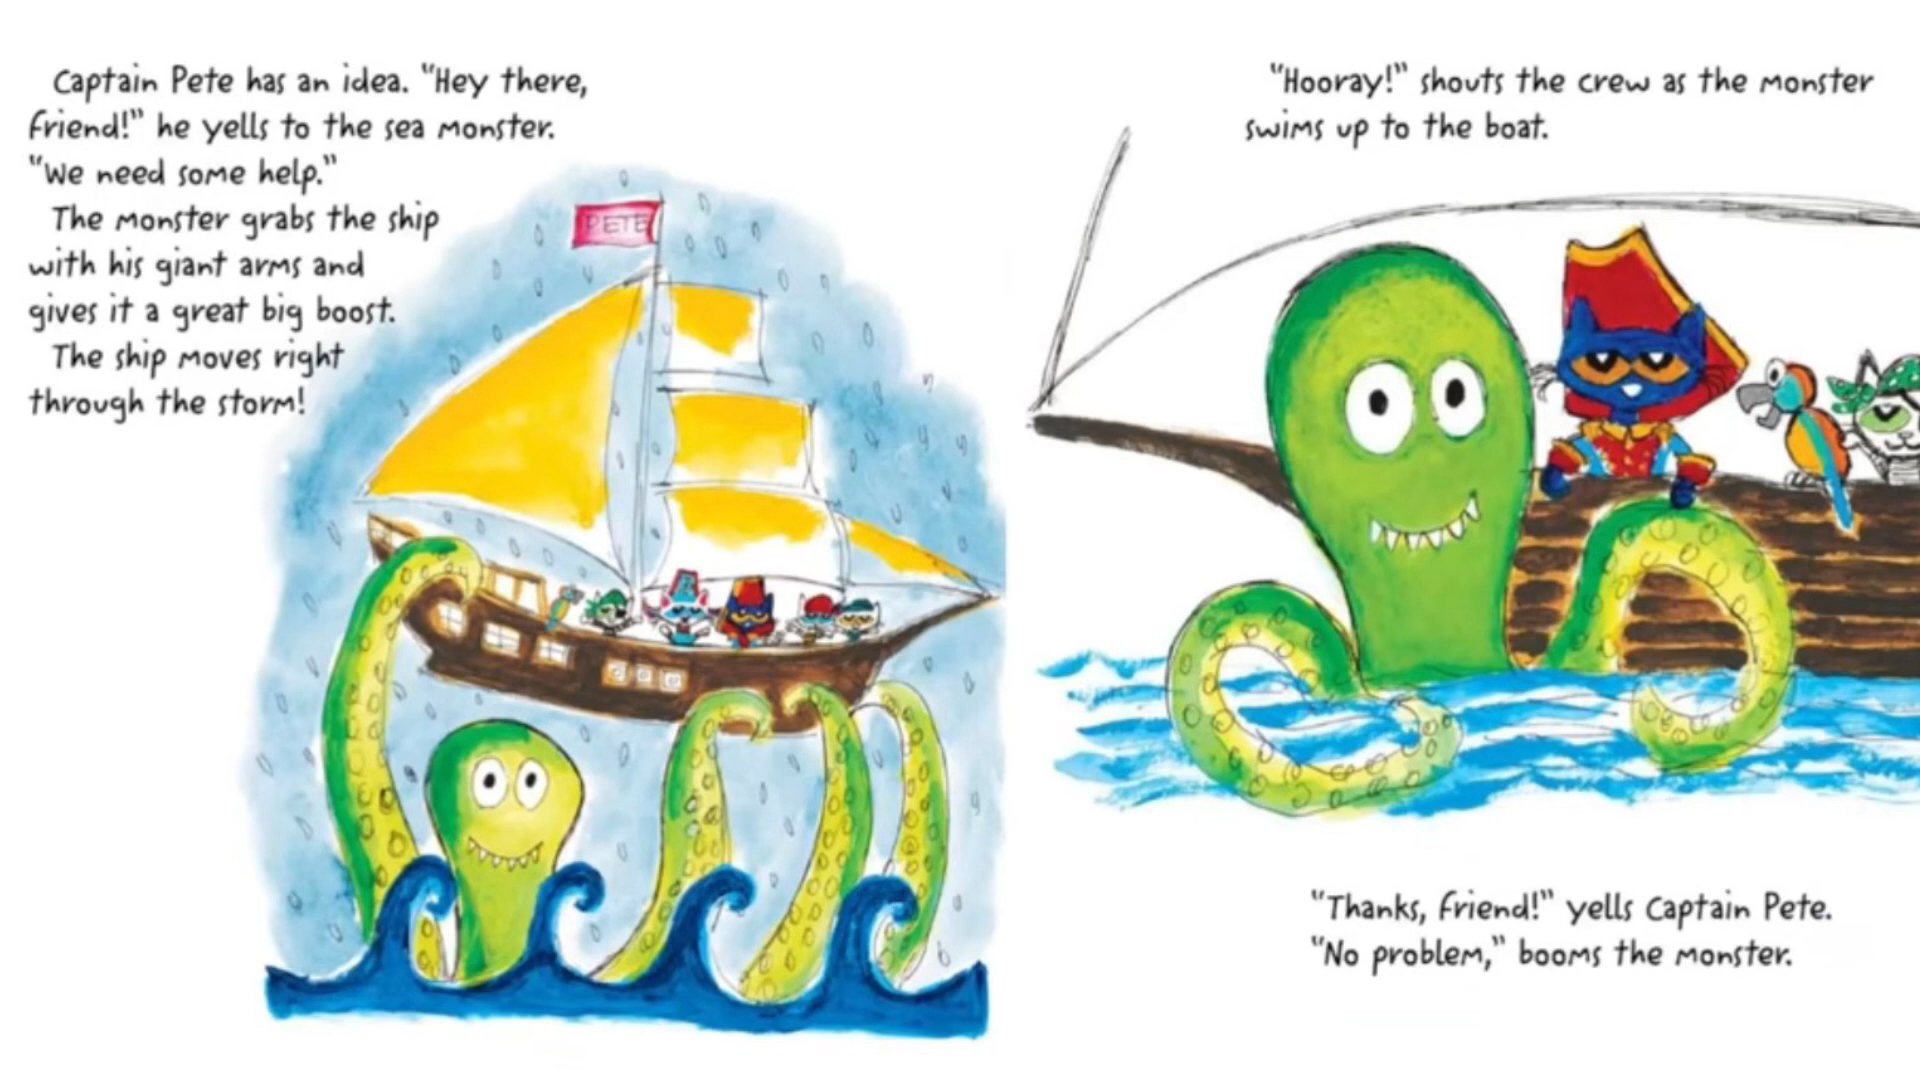 Captain Pete has an idea. "Hey there,
friend!" he yells to the sea monster.
"We need some help."
The monster grabs the ship
with his giant arms and
gives it a great big boost.
The ship moves right
through the storm!
PETE
"Hooray!" shouts the crew as the monster
swims up to the boat.
"Thanks, friend!" yells Captain Pete.
"No problem," booms the monster.